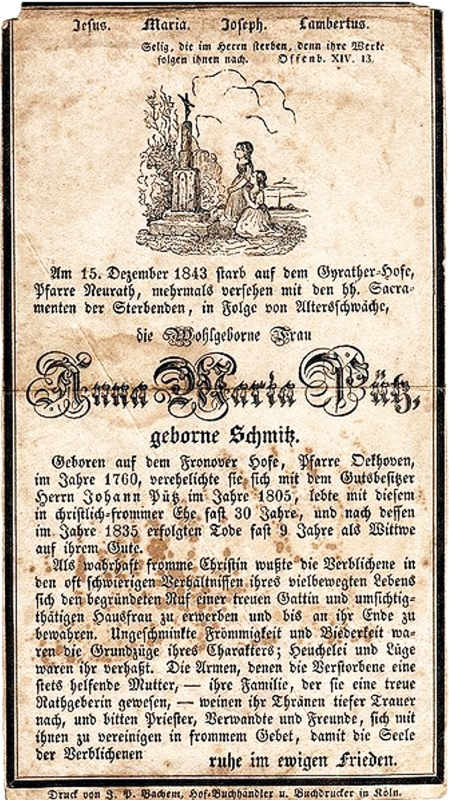 Jesus. Maria. Joseph. Lambertus.
Selig, die im Herrn sterben, denn ihre Werke
folgen ihnen nach. Offenb. XIV. 13.
Am 15. Dezember 1843 starb auf dem Gyrather-Hofe,
Pfarre Neurath, mehrmals versehen mit den hh. Sacra-
menten der Sterbenden, in Folge von Altersschwäche,
die Wohlgeborne Frau
Anna Maria Pütz,
geborne Schmitz.
Geboren auf dem Fronover Hofe, Pfarre Oekhoven,
im Jahre 1760, verehelichte sie sich mit dem Gutsbesitzer
Herrn Johann Pütz im Jahre 1805, lebte mit diesem
in christlich-frommer Ehe fast 30 Jahre, und nach dessen
im Jahre 1835 erfolgten Tode fast 9 Jahre als Wittwe
auf ihrem Gute.
Als wahrhaft fromme Christin wußte die Verblichene in
den oft schwierigen Verhältnissen ihres vielbewegten Lebens
sich den begründeten Ruf einer treuen Gattin und umsichtig-
thätigen Hausfrau zu erwerben und bis an ihr Ende zu
bewahren. Ungeschminkte Frömmigkeit und Biederkeit wa-
ren die Grundzüge ihres Charakters; Heuchelei und Lüge
waren ihr verhaßt. Die Armen, denen die Verstorbene eine
stets helfende Mutter, — ihre Familie, der sie eine treue
Rathgeberin gewesen, — weinen ihr Thränen tiefer Trauer
nach, und bitten Priester, Verwandte und Freunde, sich mit
ihnen zu vereinigen in frommem Gebet, damit die Seele
der Verblichenen ruhe im ewigen Frieden.
Druck von J. P. Bachem, Hof-Buchhändler u. Buchdrucker in Köln.